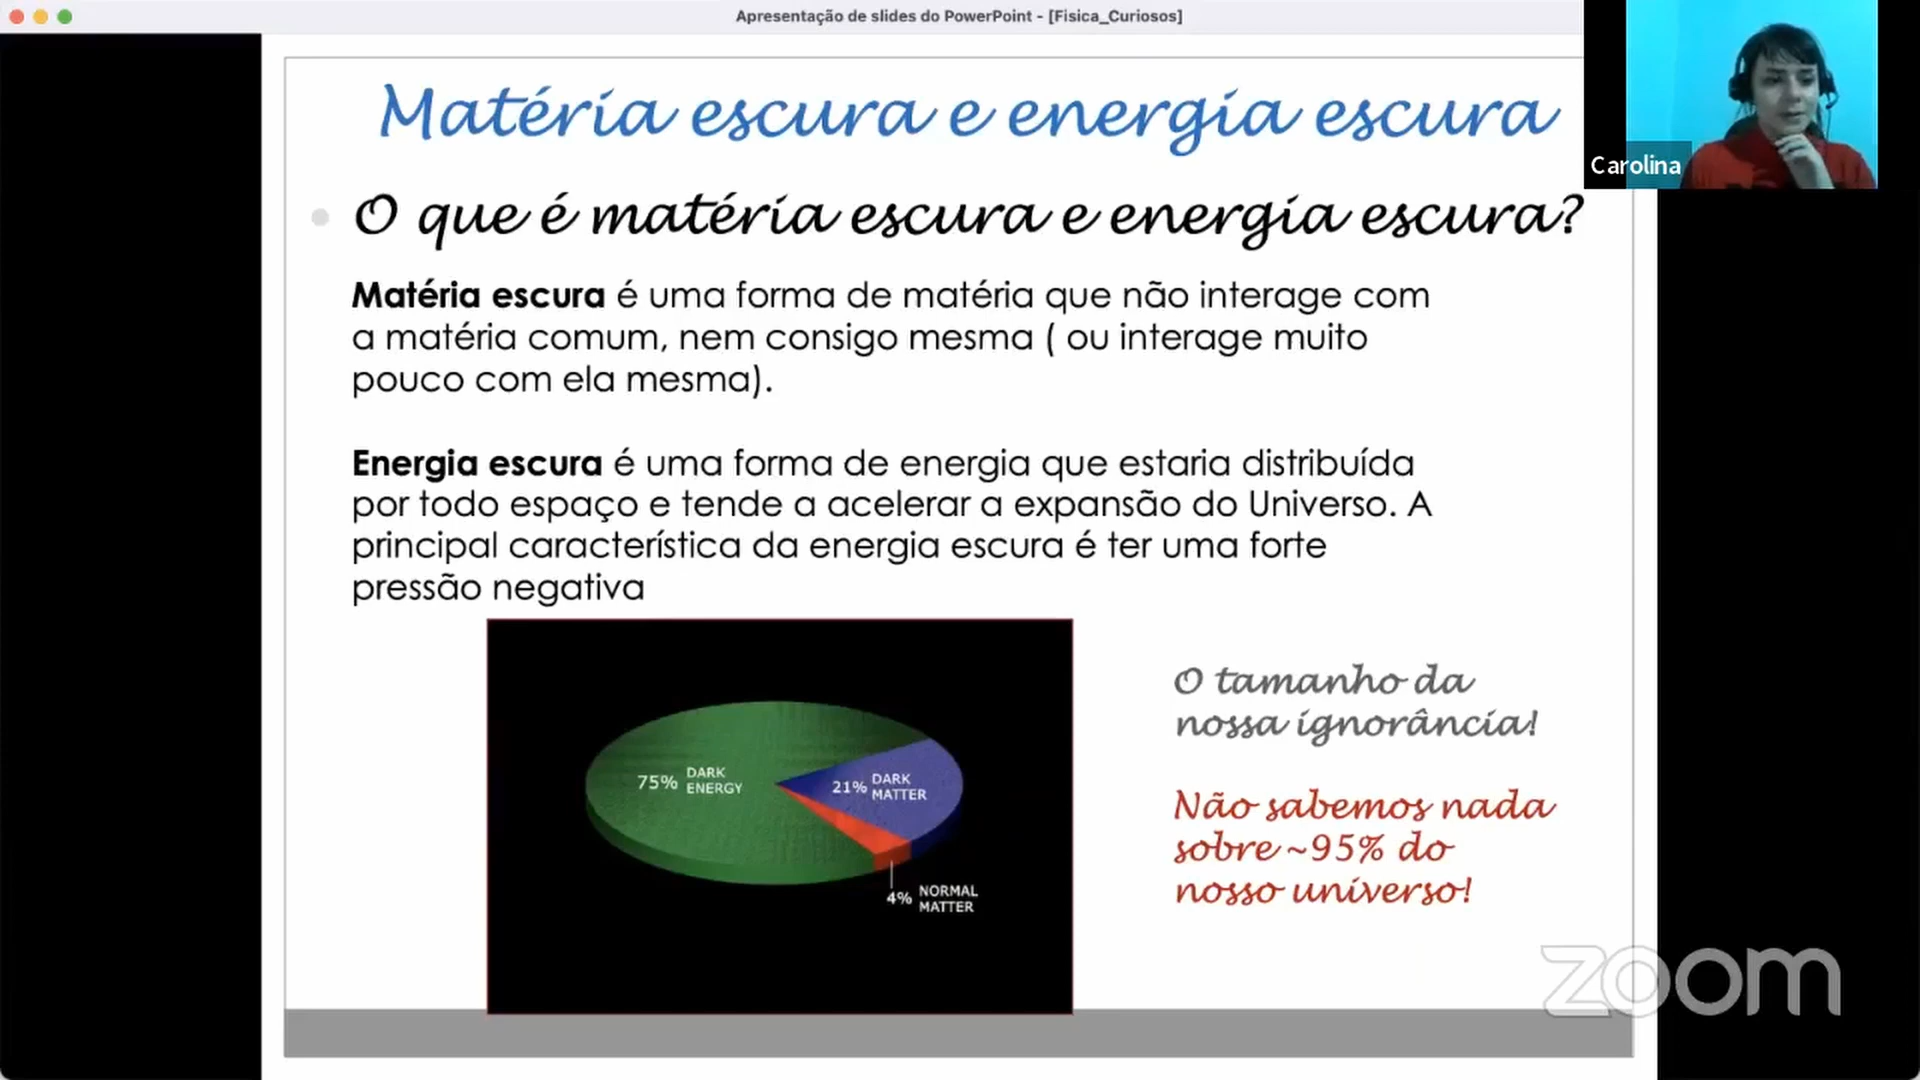 Apresentação de slides do PowerPoint - [Fisica_Curiosos]
Matéria escura e energia escura
Carolina
O que é matéria escura e energia escura?
Matéria escura é uma forma de matéria que não interage com
a matéria comum, nem consigo mesma ( ou interage muito
pouco com ela mesma).
Energia escura é uma forma de energia que estaria distribuída
por todo espaço e tende a acelerar a expansão do Universo. A
principal característica da energia escura é ter uma forte
pressão negativa
75% DARK
ENERGY
21% DARK
MATTER
4% NORMAL
MATTER
O tamanho da
nossa ignorância!
Não sabemos nada
sobre ~95% do
nosso universo!
zoom